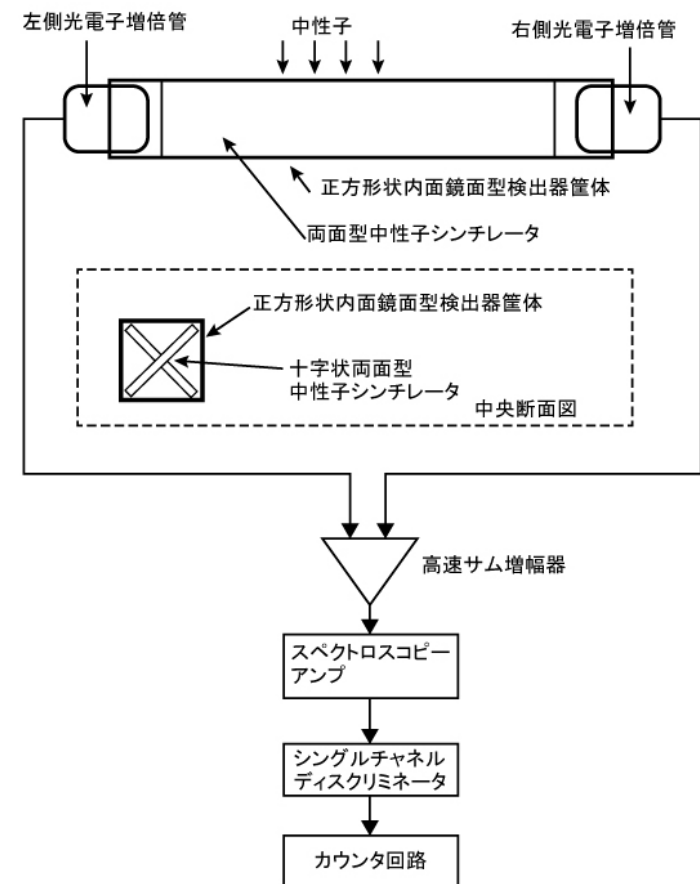 左側光電子増倍管
中性子
右側光電子増倍管
正方形状内面鏡面型検出器筐体
両面型中性子シンチレータ
正方形状内面鏡面型検出器筐体
十字状両面型
中性子シンチレータ
中央断面図
高速サム増幅器
スペクトロスコピー
アンプ
シングルチャネル
ディスクリミネータ
カウンタ回路